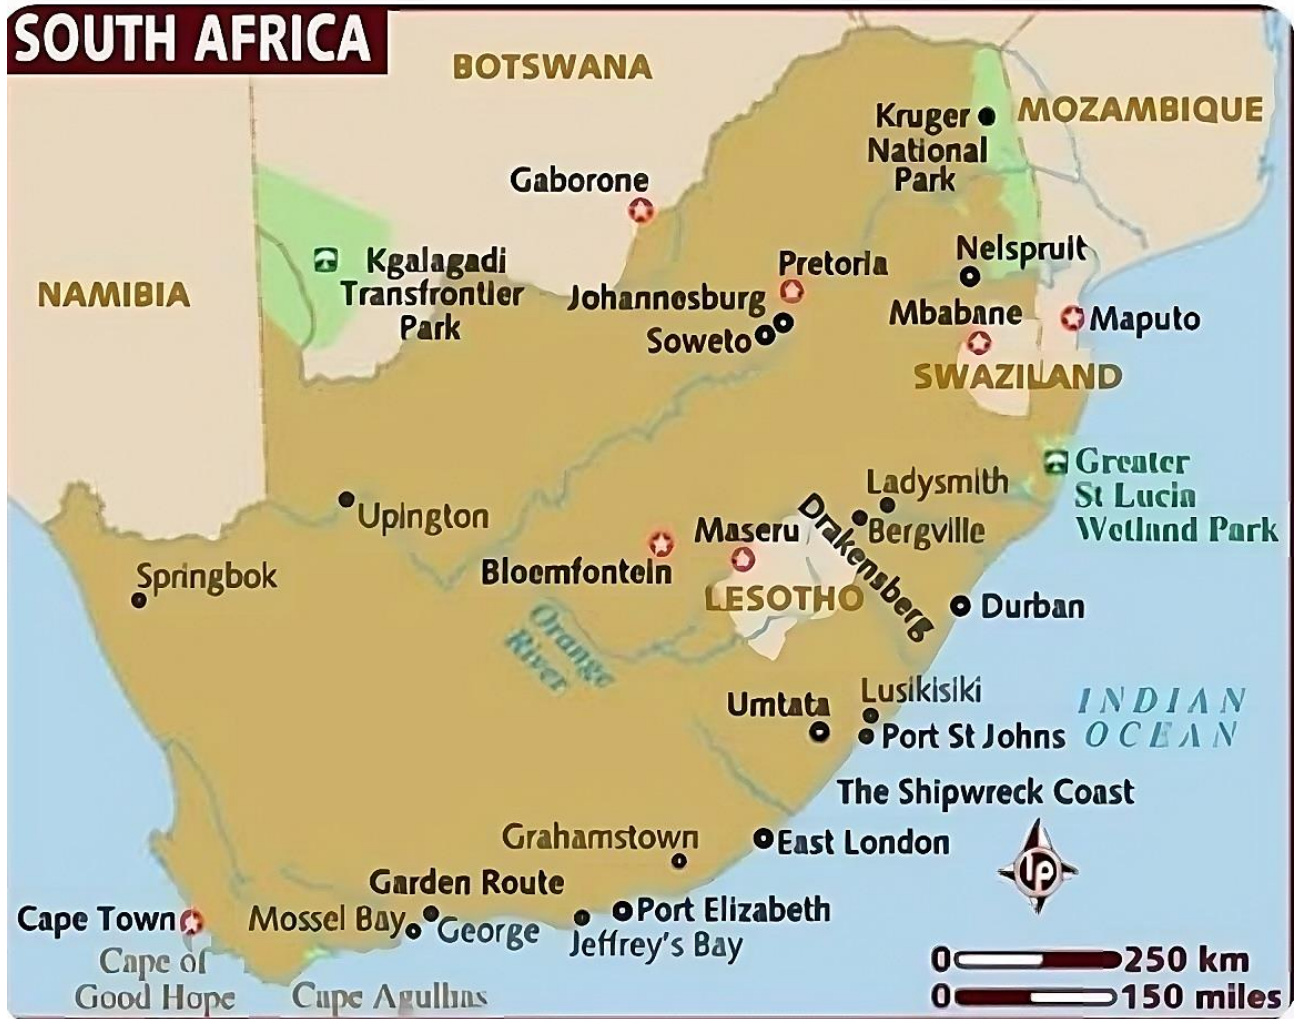 SOUTH AFRICA
BOTSWANA
MOZAMBIQUE
Kruger
National
Park
Gaborone
Kgalagadi
Transfrontier
Park
NAMIBIA
Pretoria
Johannosburg
Soweto
Nelspruit
Mbabane
Maputo
SWAZILAND
Greater
St Lucia
Wetland Park
Ladysmith
Bergville
Drakensberg
Upington
Maseru
Bloemfontein
LESOTHO
Springbok
Durban
Orange
River
Lusikisiki
Umtata
Port St Johns
INDIAN
OCEAN
The Shipwreck Coast
Grahamstown
East London
lp
Garden Route
Cape Town
Mossel Bay
George
Port Elizabeth
Jeffrey's Bay
Cape of
Good Hope
Cape Agullins
0 250 km
0 150 miles